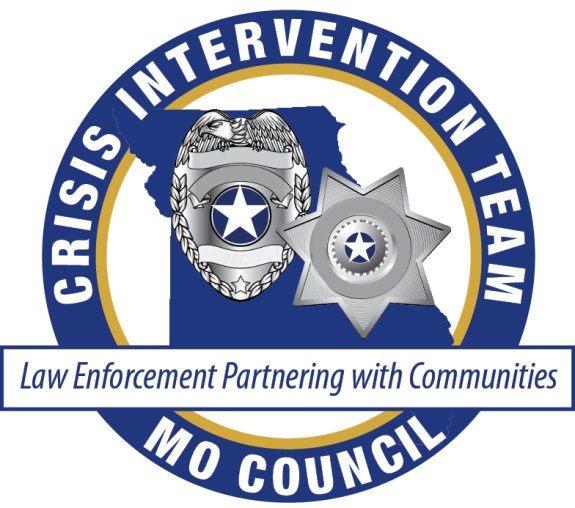 CRISIS INTERVENTION TEAM
Law Enforcement Partnering with Communities
MO COUNCIL